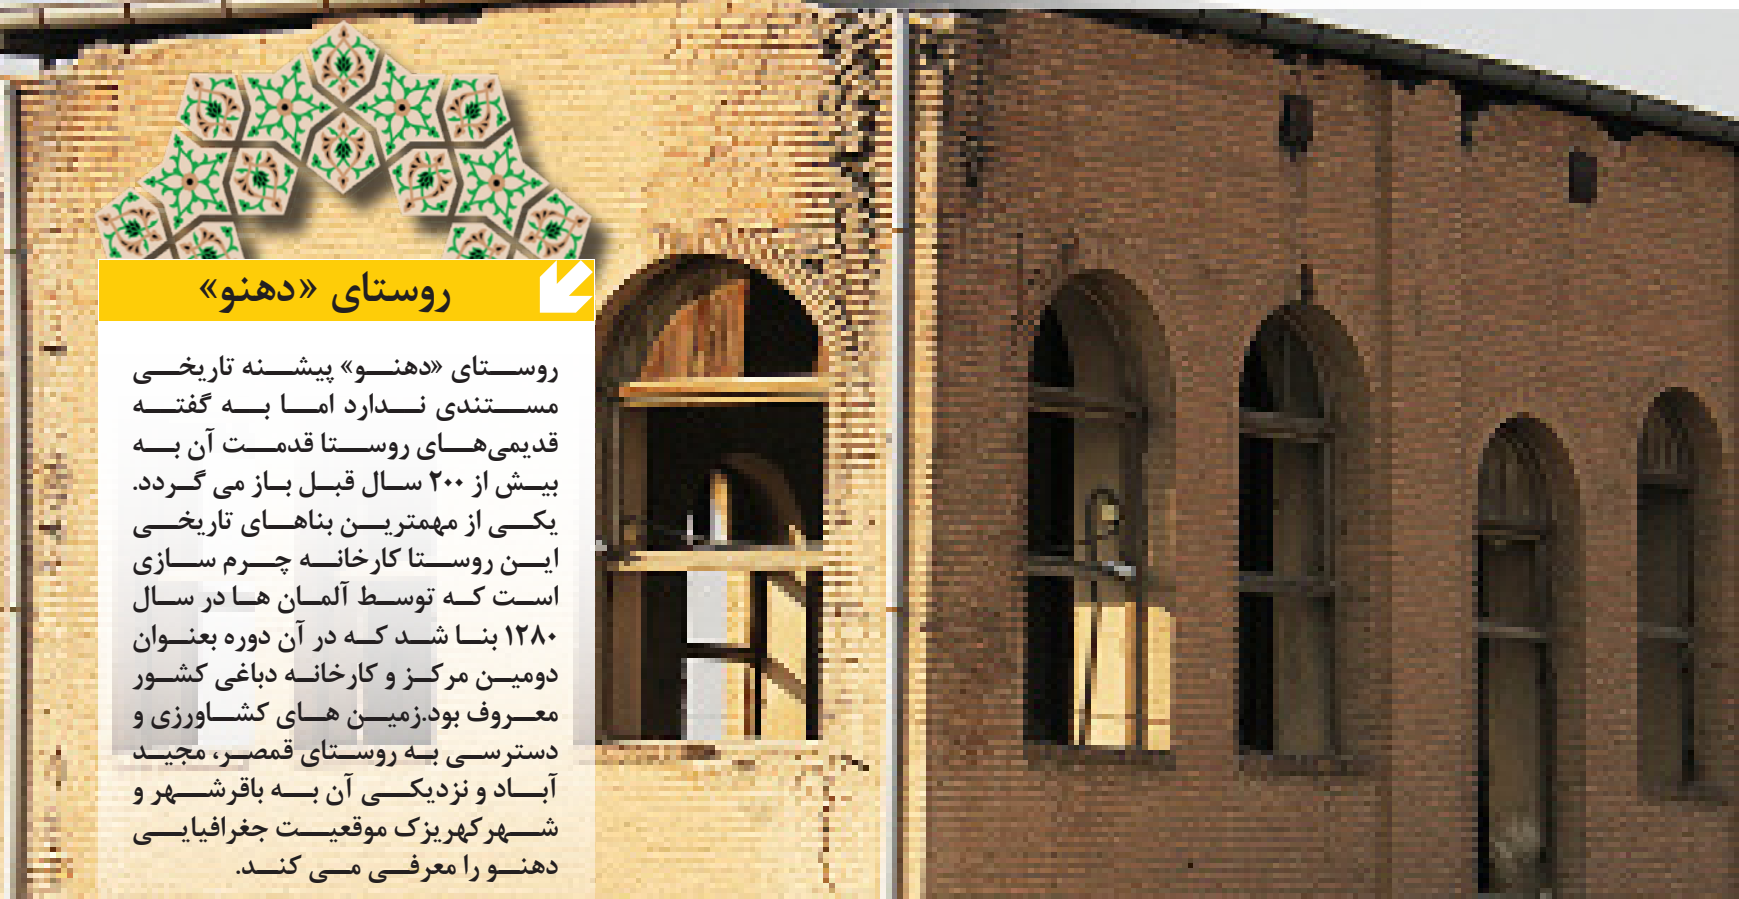 روستای «دهنو»
روستای «دهنو» پیشنه تاریخی
مستندی ندارد اما به گفته
قدیمی‌های روستا قدمت آن به
بیش از ۲۰۰ سال قبل باز می گردد.
یکی از مهمترین بناهای تاریخی
این روستا کارخانه چرم سازی
است که توسط آلمان ها در سال
۱۲۸۰ بنا شد که در آن دوره بعنوان
دومین مرکز و کارخانه دباغی کشور
معروف بود.زمین های کشاورزی و
دسترسی به روستای قمصر، مجید
آباد و نزدیکی آن به باقرشهر و
شهرکهریزک موقعیت جغرافیایی
دهنو را معرفی می کند.